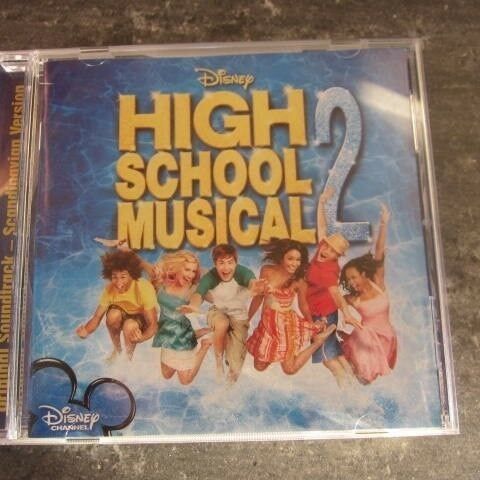 Disney
HIGH
SCHOOL
MUSICAL 2
Disney
CHANNEL
Original Soundtrack – Scandinavian Version